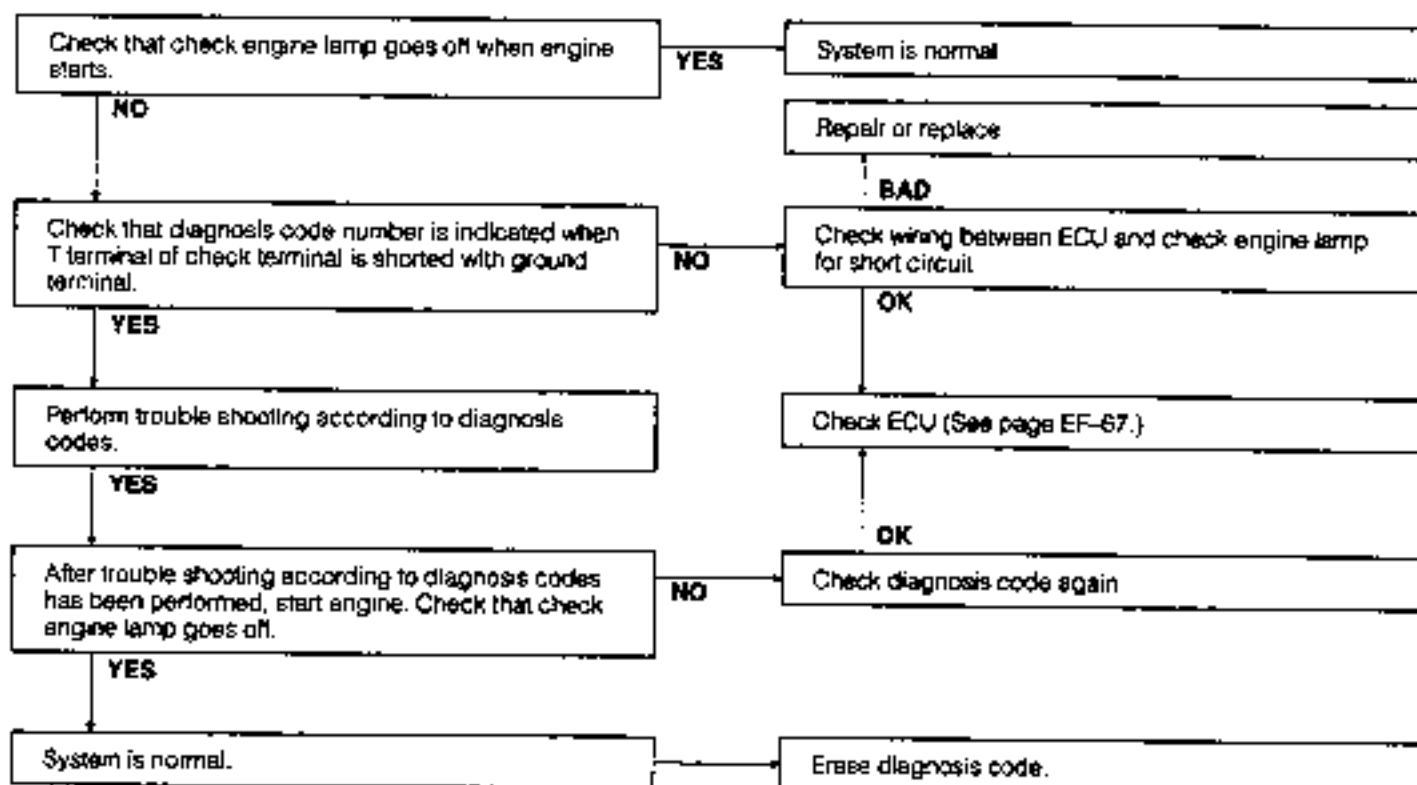 Check that check engine lamp goes off when engine
starts.
YES
System is normal
NO
Repair or replace
BAD
Check that diagnosis code number is indicated when
T terminal of check terminal is shorted with ground
terminal.
NO
Check wiring between ECU and check engine lamp
for short circuit
YES
OK
Perform trouble shooting according to diagnosis
codes.
Check ECU (See page EF-67.)
YES
OK
After trouble shooting according to diagnosis codes
has been performed, start engine. Check that check
engine lamp goes off.
NO
Check diagnosis code again
YES
System is normal.
Erase diagnosis code.